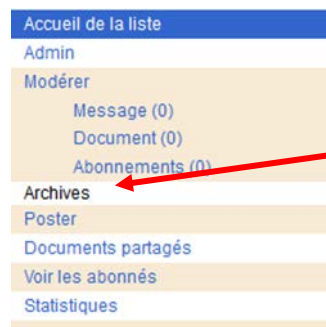 Accueil de la liste
Admin
Modérer
Message (0)
Document (0)
Abonnements (0)
Archives
Poster
Documents partagés
Voir les abonnés
Statistiques